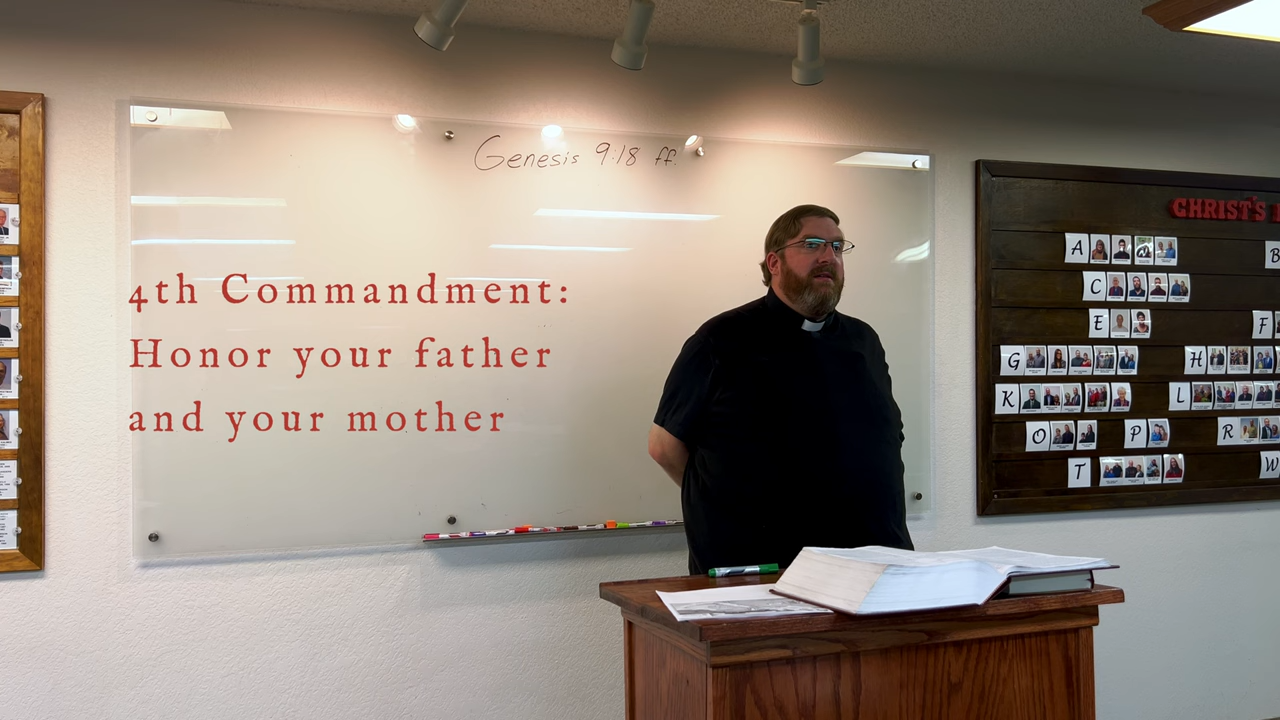 Genesis 9:18 ff.
4th Commandment:
Honor your father
and your mother
CHRIST'S
A
B
C
E
F
G
H
K
L
O
P
R
T
W